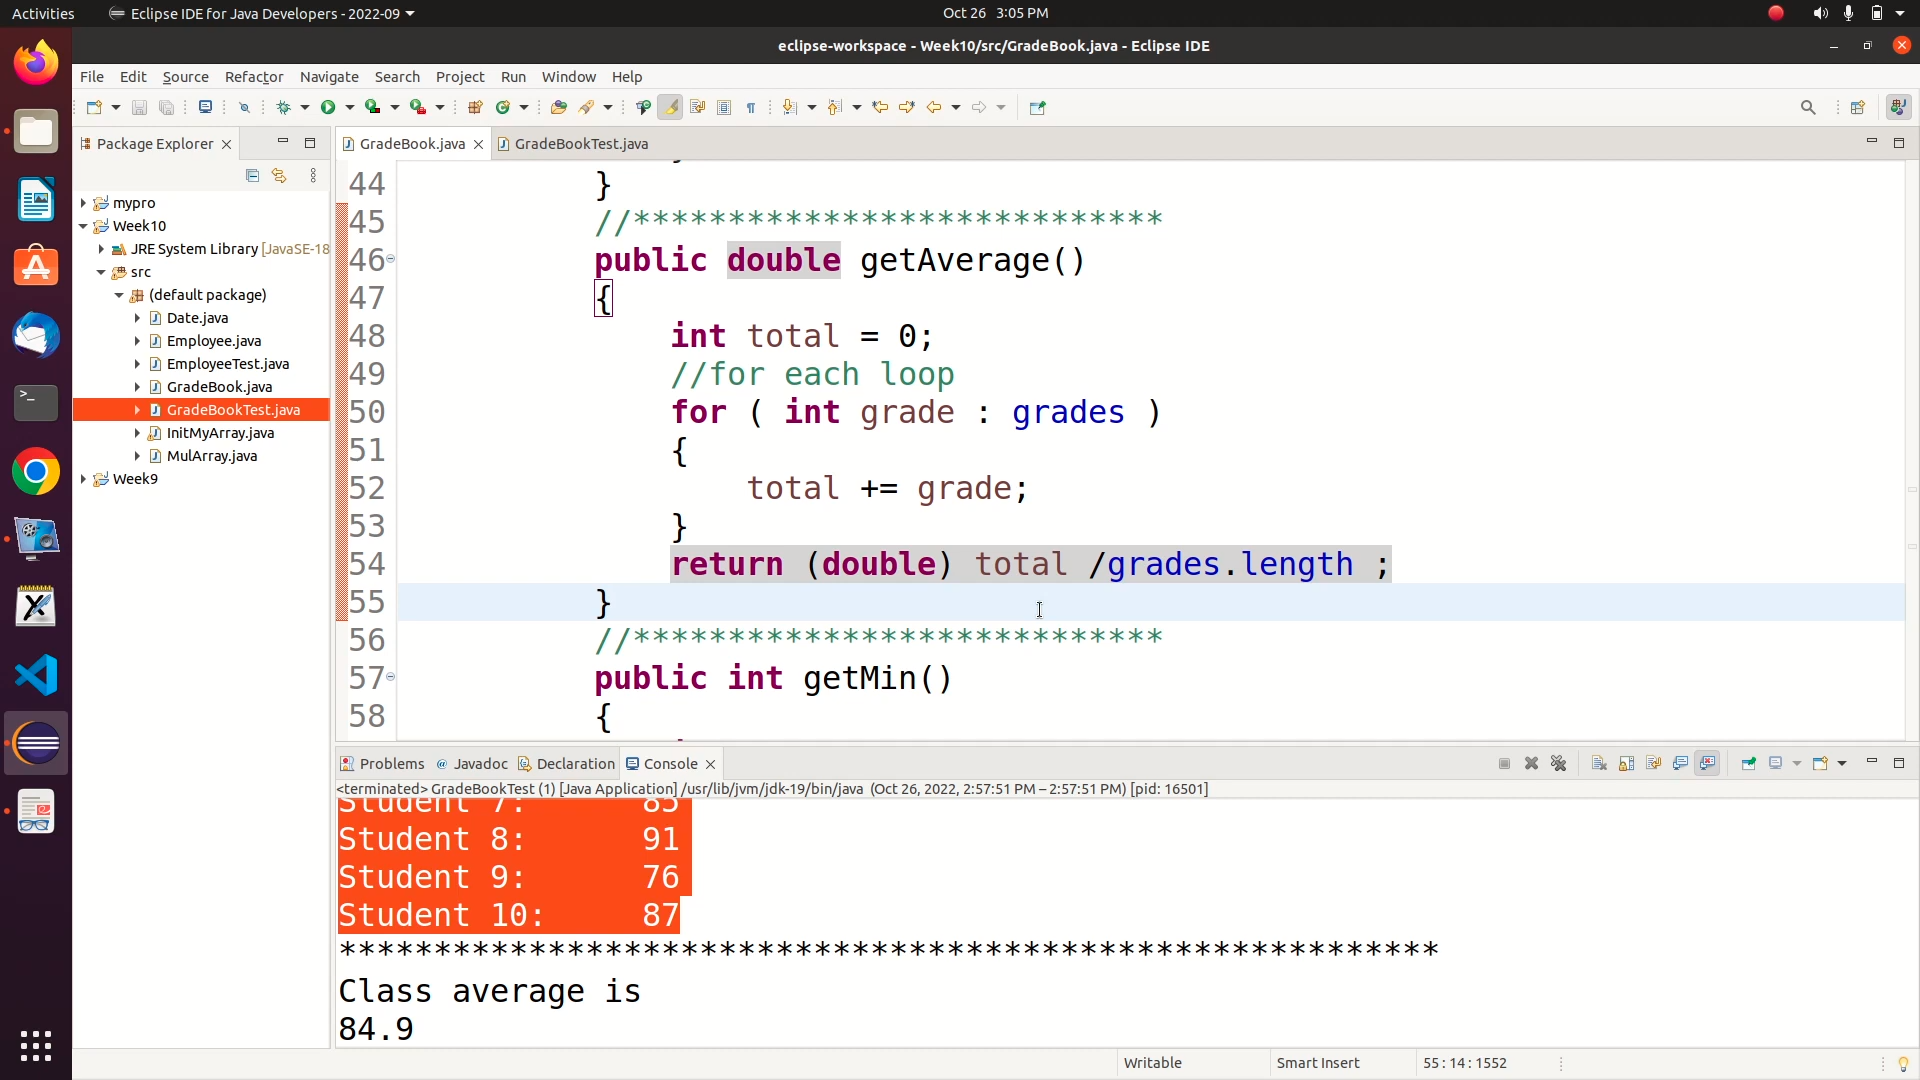 Activities Eclipse IDE for Java Developers - 2022-09 Oct 26 3:05 PM
eclipse-workspace - Week10/src/GradeBook.java - Eclipse IDE
File Edit Source Refactor Navigate Search Project Run Window Help
Package Explorer
GradeBook.java GradeBookTest.java
mypro
Week10
JRE System Library [JavaSE-18
src
(default package)
Date.java
Employee.java
EmployeeTest.java
GradeBook.java
GradeBookTest.java
InitMyArray.java
MulArray.java
Week9
44 }
45 //****************************
46 public double getAverage()
47 {
48 int total = 0;
49 //for each loop
50 for ( int grade : grades )
51 {
52 total += grade;
53 }
54 return (double) total /grades.length ;
55 }
56 //****************************
57 public int getMin()
58 {
Problems Javadoc Declaration Console
<terminated> GradeBookTest (1) [Java Application] /usr/lib/jvm/jdk-19/bin/java (Oct 26, 2022, 2:57:51 PM – 2:57:51 PM) [pid: 16501]
Student 7: 85
Student 8: 91
Student 9: 76
Student 10: 87
**********************************************************
Class average is
84.9
Writable Smart Insert 55 : 14 : 1552